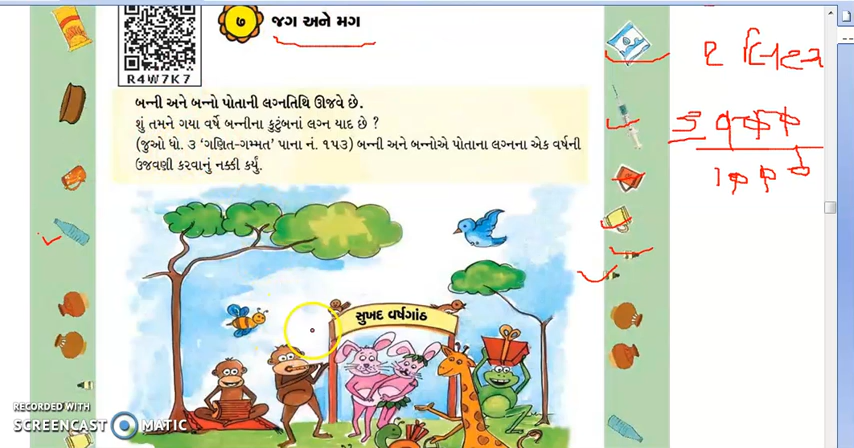 R4W7K7
૭ જગ અને મગ
બન્ની અને બન્નો પોતાની લગ્નતિથિ ઊજવે છે.
શું તમને ગયા વર્ષે બન્નીના કુટુંબનાં લગ્ન યાદ છે ?
(જુઓ ધો. ૩ ‘ગણિત-ગમ્મત’ પાના નં. ૧૫૩) બન્ની અને બન્નોએ પોતાના લગ્નના એક વર્ષની
ઉજવણી કરવાનું નક્કી કર્યું.
સુખદ વર્ષગાંઠ
RECORDED WITH
SCREENCAST MATIC